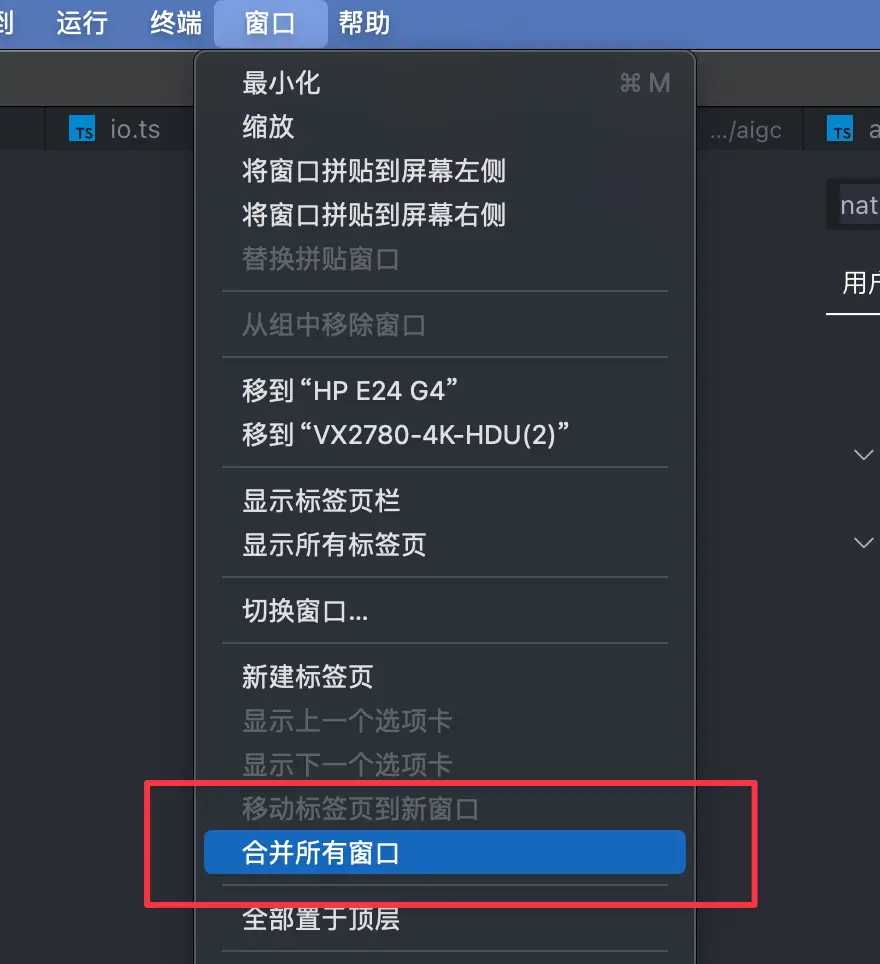 到 运行 终端 窗口 帮助
最小化 ⌘ M
TS io.ts
.../aigc
TS a
缩放
将窗口拼贴到屏幕左侧
将窗口拼贴到屏幕右侧
nat
替换拼贴窗口
用户
从组中移除窗口
移到 “HP E24 G4”
移到 “VX2780-4K-HDU(2)”
显示标签页栏
显示所有标签页
切换窗口...
新建标签页
显示上一个选项卡
显示下一个选项卡
移动标签页到新窗口
合并所有窗口
全部置于顶层